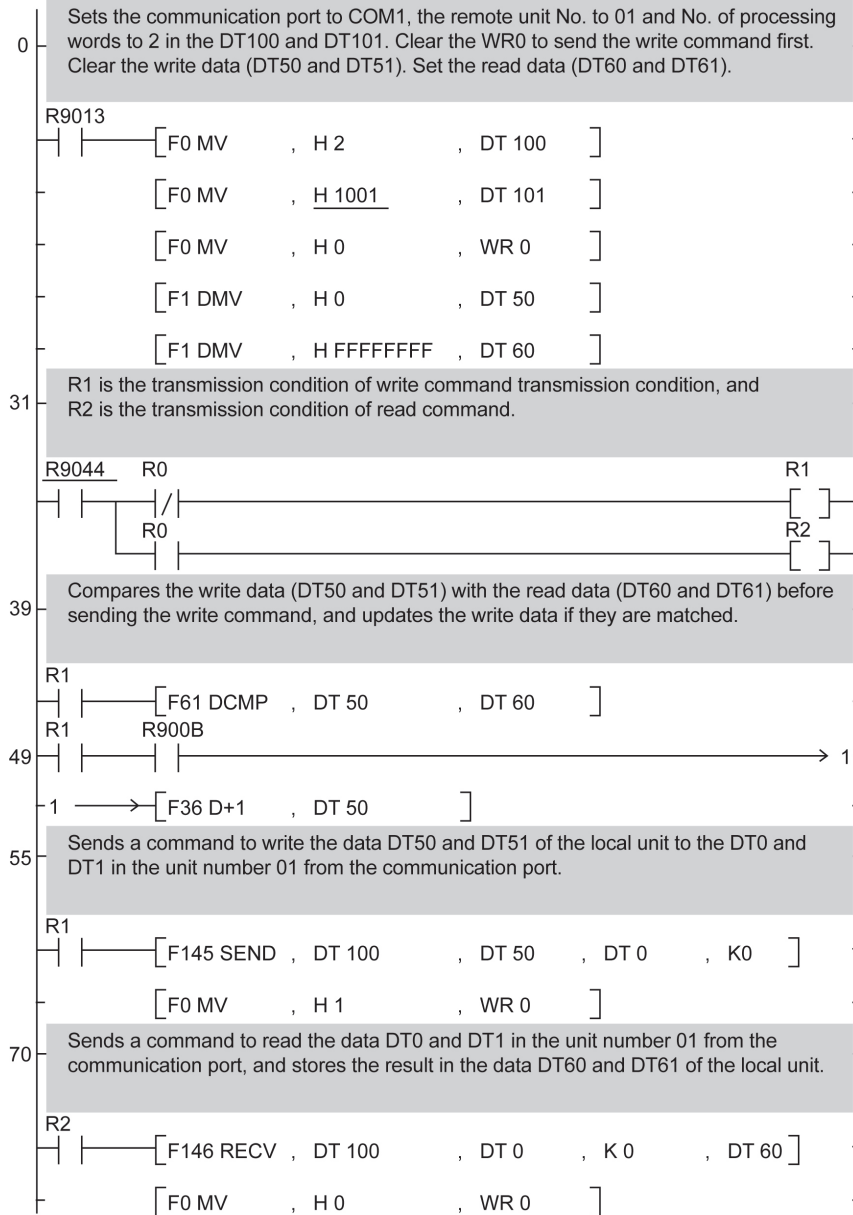 Sets the communication port to COM1, the remote unit No. to 01 and No. of processing
0 words to 2 in the DT100 and DT101. Clear the WR0 to send the write command first.
Clear the write data (DT50 and DT51). Set the read data (DT60 and DT61).
R9013
[F0 MV , H 2 , DT 100 ]
[F0 MV , H 1001 , DT 101 ]
[F0 MV , H 0 , WR 0 ]
[F1 DMV , H 0 , DT 50 ]
[F1 DMV , H FFFFFFFF , DT 60 ]
R1 is the transmission condition of write command transmission condition, and
31 R2 is the transmission condition of read command.
R9044 R0 R1
R0 R2
Compares the write data (DT50 and DT51) with the read data (DT60 and DT61) before
39 sending the write command, and updates the write data if they are matched.
R1
[F61 DCMP , DT 50 , DT 60 ]
R1 R900B
49 1
1 [F36 D+1 , DT 50 ]
Sends a command to write the data DT50 and DT51 of the local unit to the DT0 and
55 DT1 in the unit number 01 from the communication port.
R1
[F145 SEND , DT 100 , DT 50 , DT 0 , K0 ]
[F0 MV , H 1 , WR 0 ]
Sends a command to read the data DT0 and DT1 in the unit number 01 from the
70 communication port, and stores the result in the data DT60 and DT61 of the local unit.
R2
[F146 RECV , DT 100 , DT 0 , K 0 , DT 60 ]
[F0 MV , H 0 , WR 0 ]